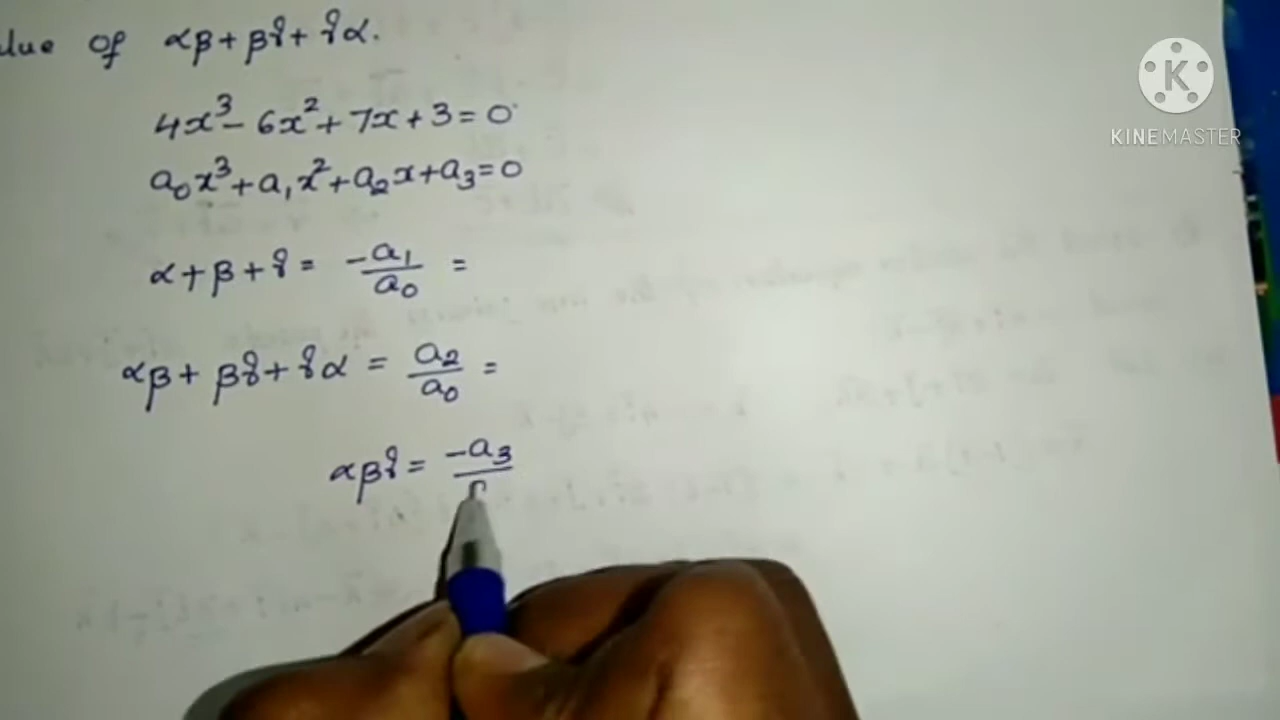 of αβ+βγ+γα.
4x³-6x²+7x+3=0
a₀x³+a₁x²+a₂x+a₃=0
α+β+γ= -a₁/a₀ =
αβ+βγ+γα = a₂/a₀ =
αβγ= -a₃/
K
KINEMASTER